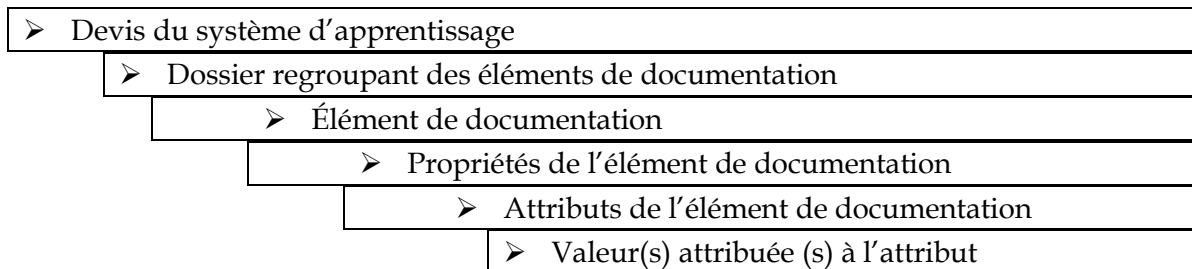 ➢ Devis du système d’apprentissage
➢ Dossier regroupant des éléments de documentation
➢ Élément de documentation
➢ Propriétés de l’élément de documentation
➢ Attributs de l’élément de documentation
➢ Valeur(s) attribuée (s) à l’attribut